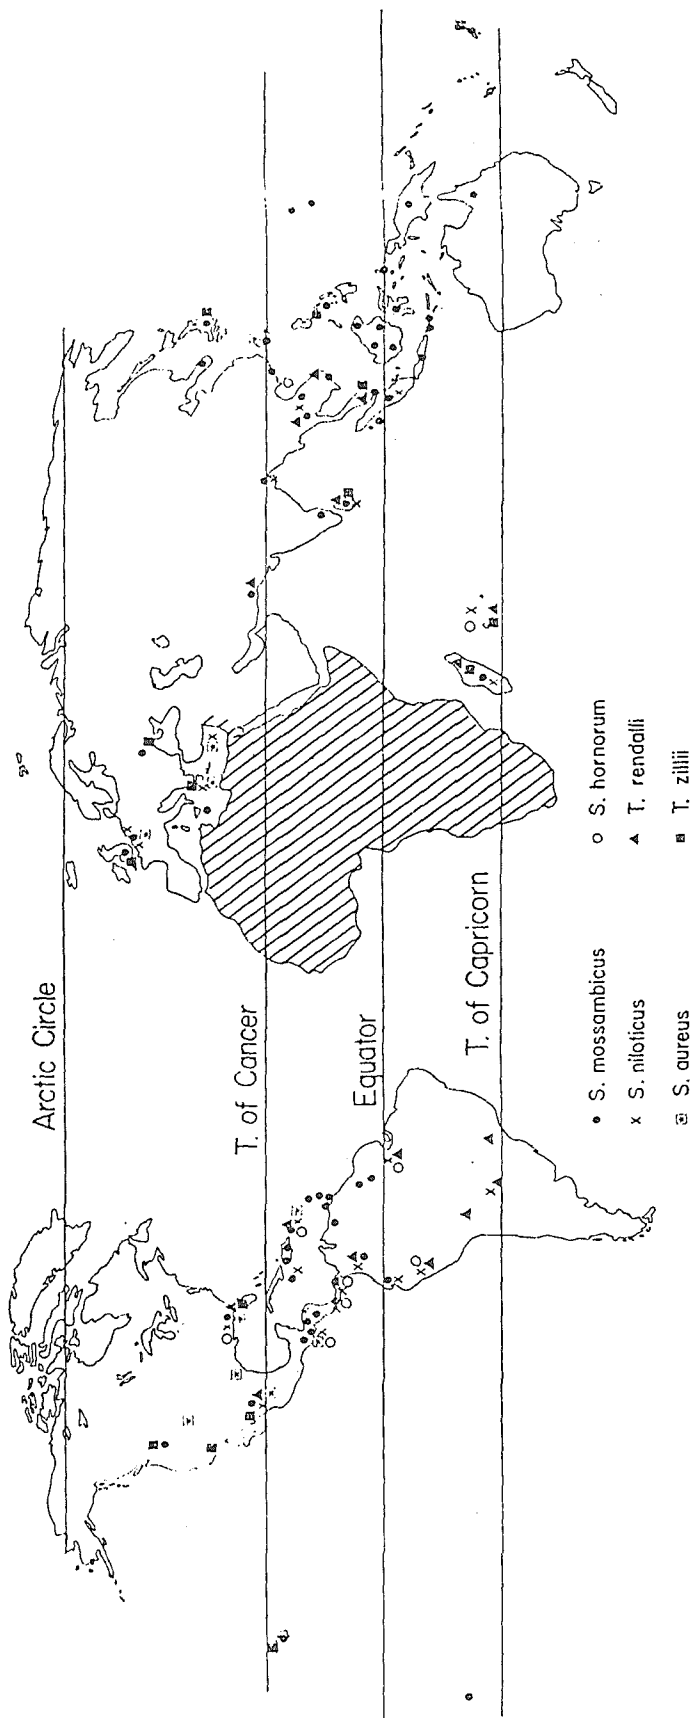 Arctic Circle
T. of Cancer
Equator
T. of Capricorn
• S. mossambicus
x S. niloticus
S. aureus
○ S. hornorum
▲ T. rendalli
■ T. zillii